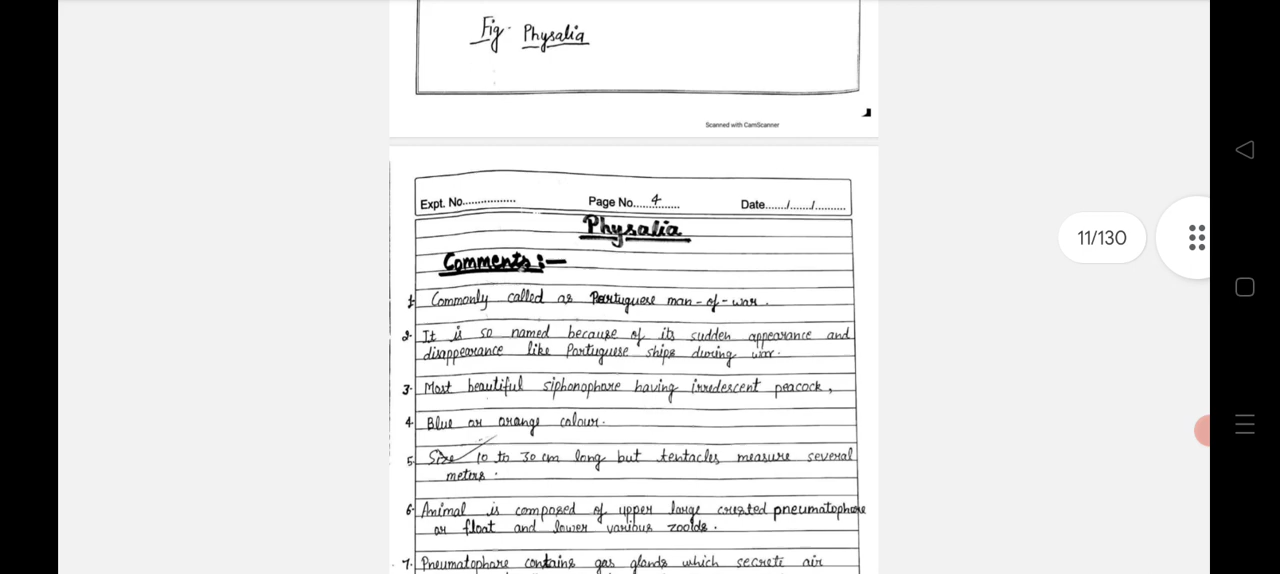 Fig. Physalia
Scanned with CamScanner
Expt. No................ Page No.....4....... Date......./....../..........
Physalia
Comments:-
1. Commonly called as Portuguese man-of-war.
2. It is so named because of its sudden appearance and
disappearance like Portuguese ships during war.
3. Most beautiful siphonophore having irredescent peacock,
4. Blue or orange colour.
5. Size 10 to 30 cm long but tentacles measure several
meters.
6. Animal is composed of upper large crested pneumatophore
or float and lower various zooids.
7. Pneumatophore contains gas glands which secrete air
11/130